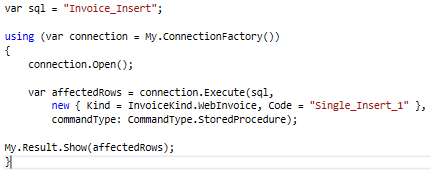 var sql = "Invoice_Insert";
using (var connection = My.ConnectionFactory())
{
connection.Open();
var affectedRows = connection.Execute(sql,
new { Kind = InvoiceKind.WebInvoice, Code = "Single_Insert_1" },
commandType: CommandType.StoredProcedure);
My.Result.Show(affectedRows);
}